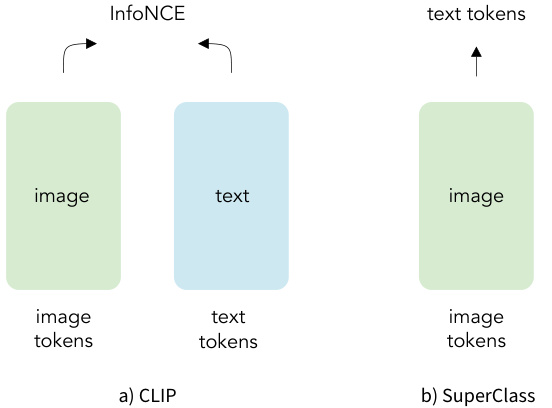 InfoNCE
text tokens
image
text
image
image
tokens
text
tokens
image
tokens
a) CLIP
b) SuperClass